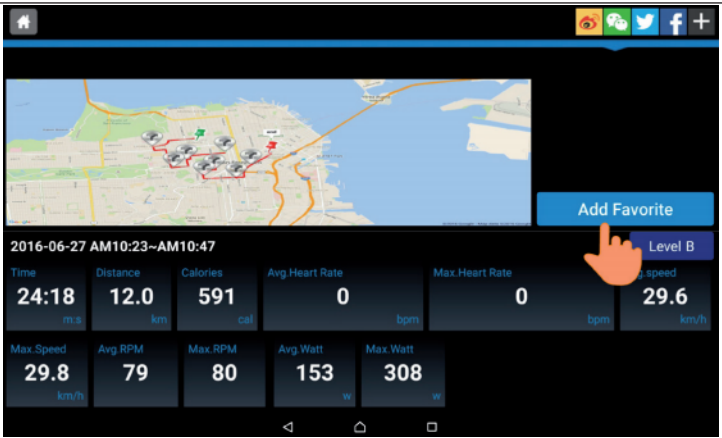 Add Favorite
2016-06-27 AM10:23~AM10:47
Level B
Time
Distance
Calories
Avg.Heart Rate
Max.Heart Rate
.speed
24:18
12.0
591
0
0
29.6
m:s
km
cal
bpm
bpm
km/h
Max.Speed
Avg.RPM
Max.RPM
Avg.Watt
Max.Watt
29.8
79
80
153
308
km/h
w
w